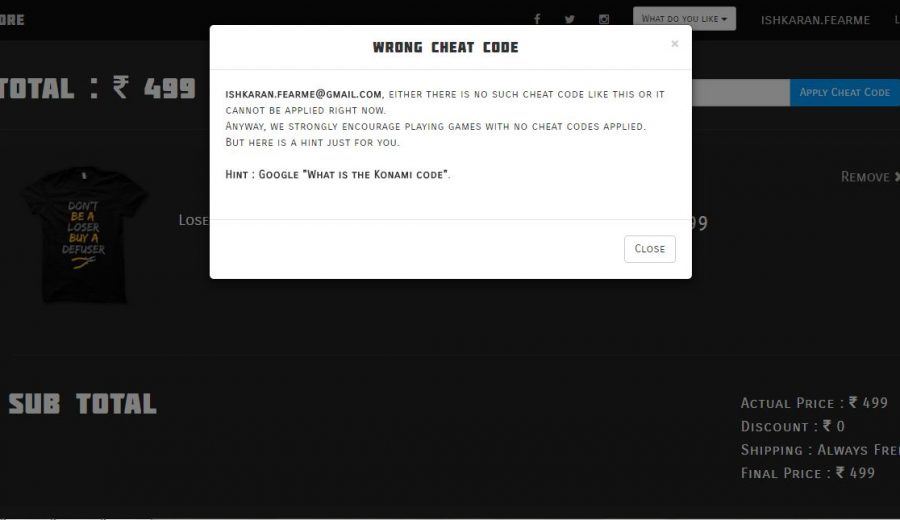 ORE
What do you like
ISHKARAN.FEARME
TOTAL : ₹ 499
Apply Cheat Code
WRONG CHEAT CODE
×
ISHKARAN.FEARME@GMAIL.COM, either there is no such cheat code like this or it
cannot be applied right now.
Anyway, we strongly encourage playing games with no cheat codes applied.
But here is a hint just for you.
Hint : Google "What is the Konami code".
Close
Remove ×
DON'T
BE A
LOSER
BUY A
DEFUSER
Lose
99
SUB TOTAL
Actual Price : ₹ 499
Discount : ₹ 0
Shipping : Always Fre
Final Price : ₹ 499